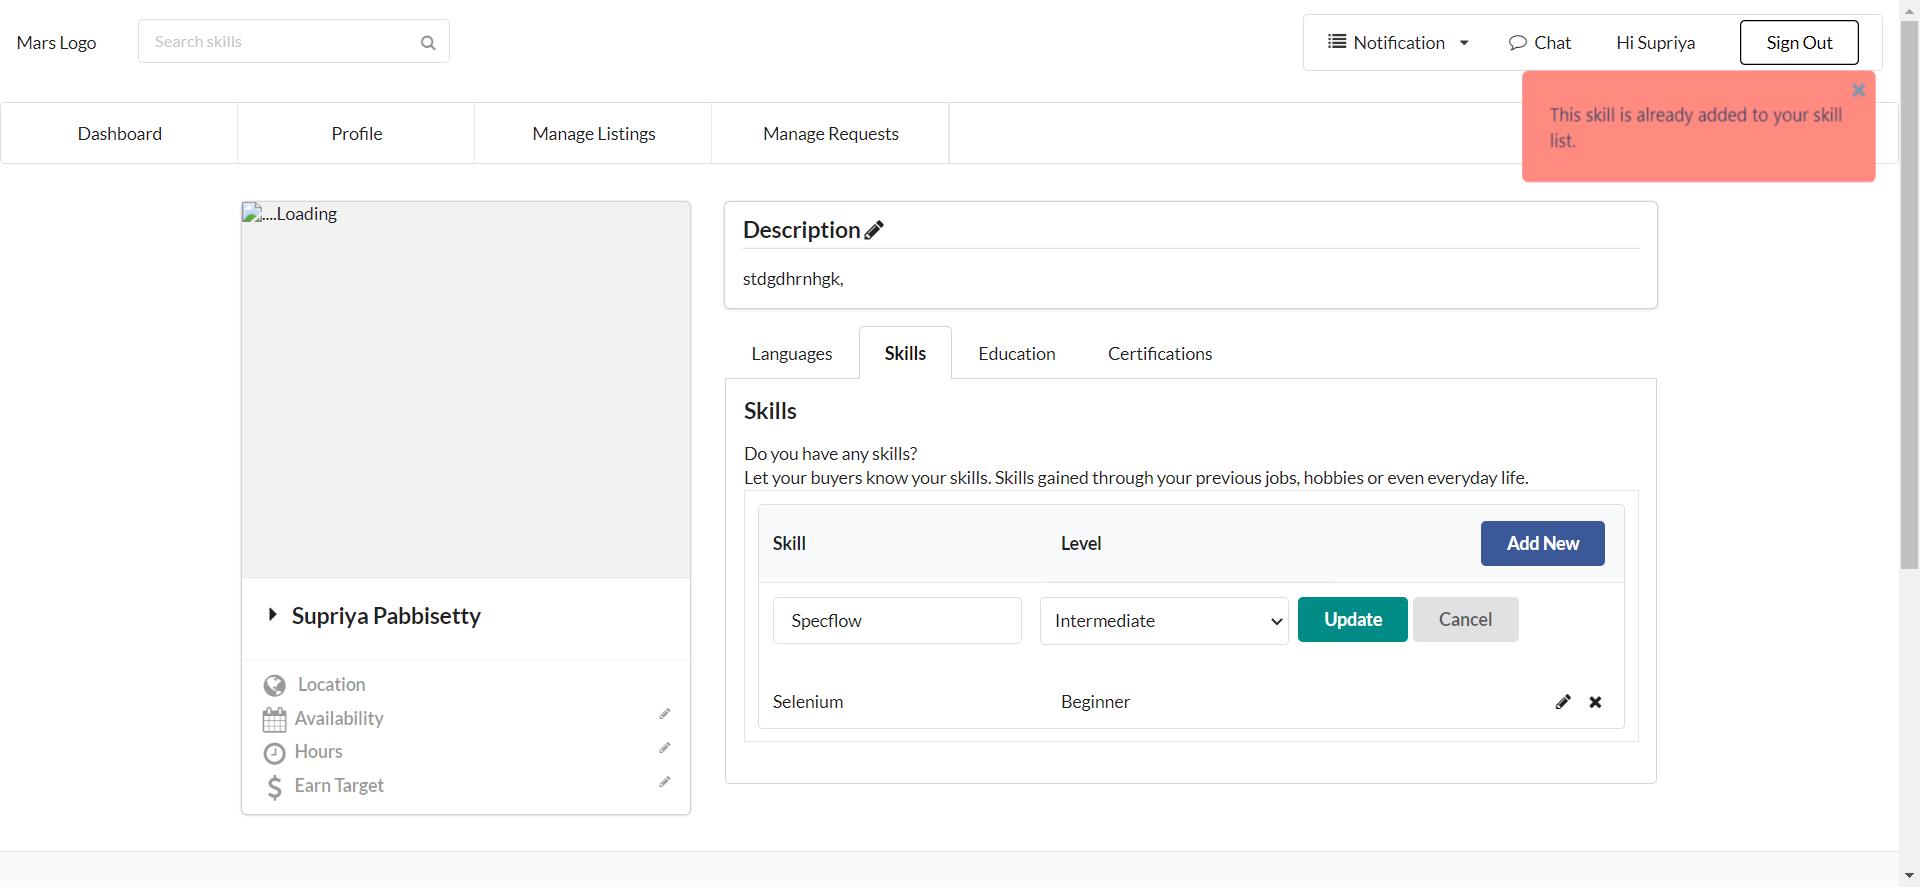 Mars Logo
Search skills
Notification
Chat
Hi Supriya
Sign Out
This skill is already added to your skill
list.
Dashboard
Profile
Manage Listings
Manage Requests
....Loading
Supriya Pabbisetty
Location
Availability
Hours
Earn Target
Description
stdgdhrnhgk,
Languages
Skills
Education
Certifications
Skills
Do you have any skills?
Let your buyers know your skills. Skills gained through your previous jobs, hobbies or even everyday life.
Skill
Level
Add New
Specflow
Intermediate
Update
Cancel
Selenium
Beginner